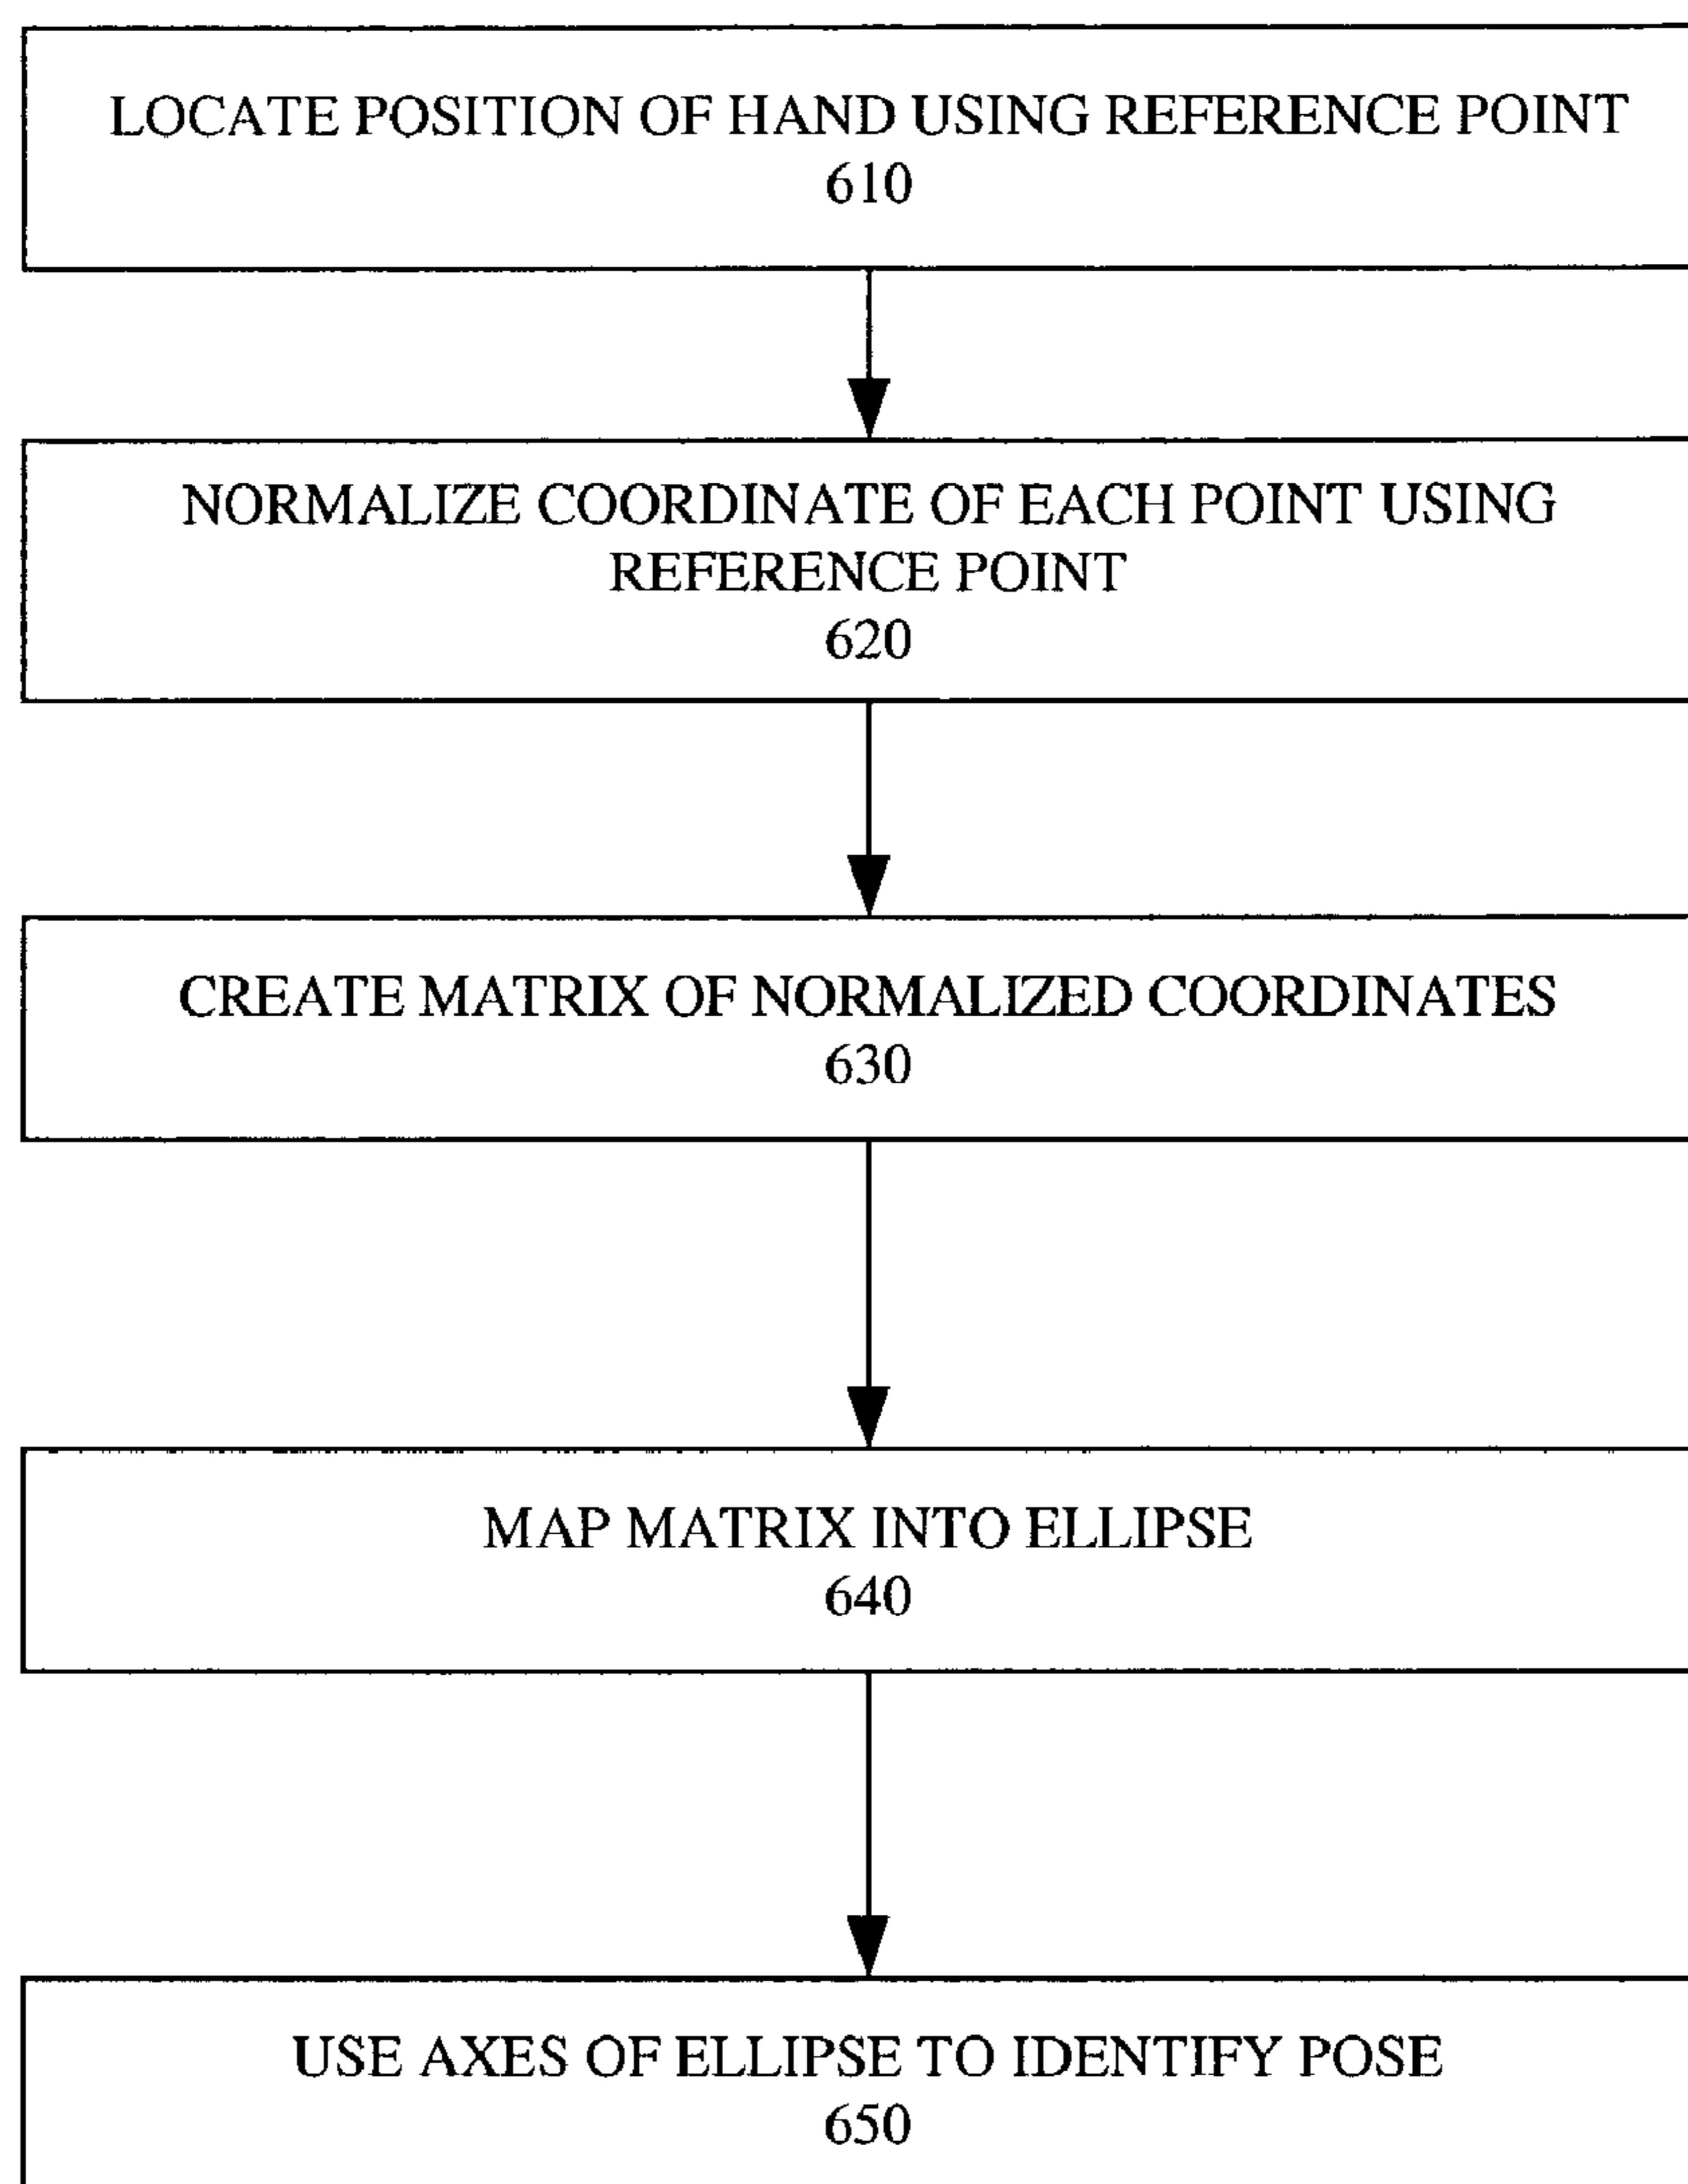 LOCATE POSITION OF HAND USING REFERENCE POINT
610
NORMALIZE COORDINATE OF EACH POINT USING
REFERENCE POINT
620
CREATE MATRIX OF NORMALIZED COORDINATES
630
MAP MATRIX INTO ELLIPSE
640
USE AXES OF ELLIPSE TO IDENTIFY POSE
650